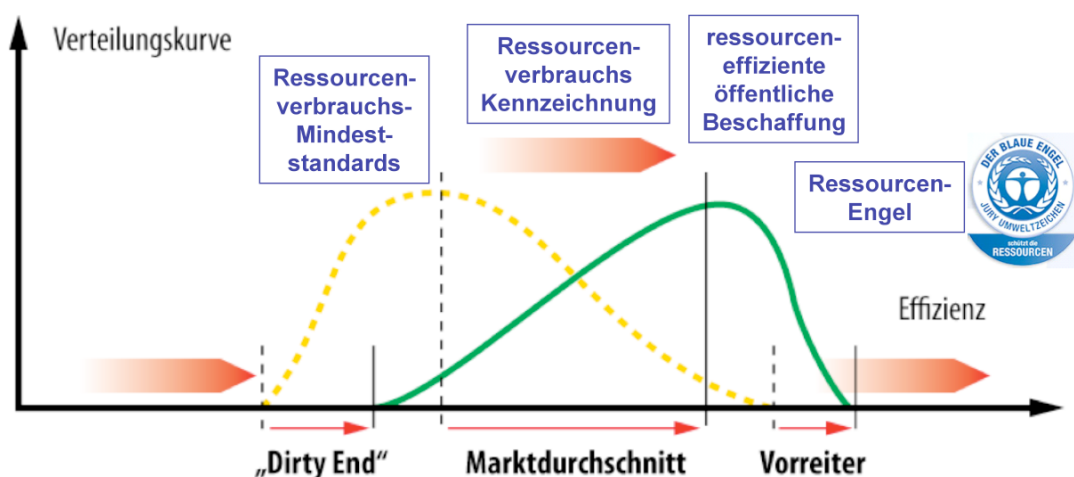 Verteilungskurve
Ressourcen-
verbrauchs-
Mindest-
standards
Ressourcen-
verbrauchs
Kennzeichnung
ressourcen-
effiziente
öffentliche
Beschaffung
Ressourcen-
Engel
DER BLAUE ENGEL
JURY UMWELTZEICHEN
schützt die
RESSOURCEN
Effizienz
„Dirty End“
Marktdurchschnitt
Vorreiter